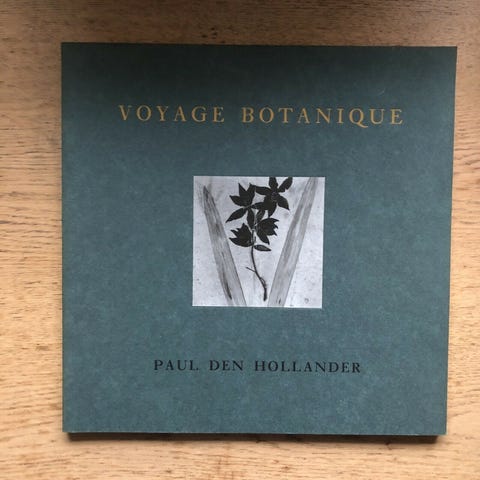 VOYAGE BOTANIQUE
PAUL DEN HOLLANDER